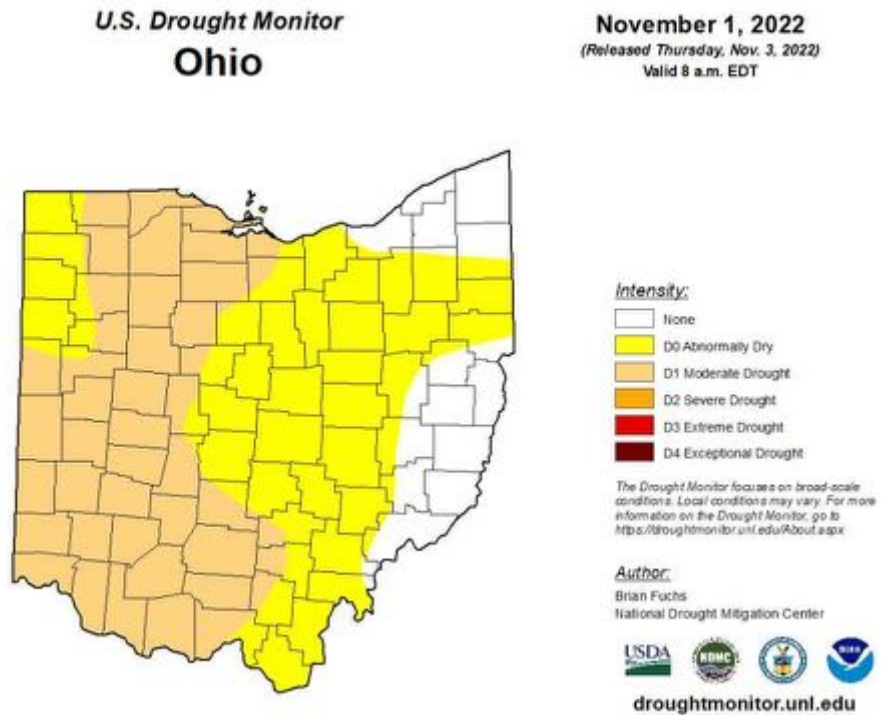 U.S. Drought Monitor
Ohio
November 1, 2022
(Released Thursday, Nov. 3, 2022)
Valid 8 a.m. EDT
Intensity:
None
D0 Abnormally Dry
D1 Moderate Drought
D2 Severe Drought
D3 Extreme Drought
D4 Exceptional Drought
The Drought Monitor focuses on broad-scale
conditions. Local conditions may vary. For more
information on the Drought Monitor, go to
https://droughtmonitor.unl.edu/About.aspx
Author:
Brian Fuchs
National Drought Mitigation Center
USDA
NDMC
droughtmonitor.unl.edu